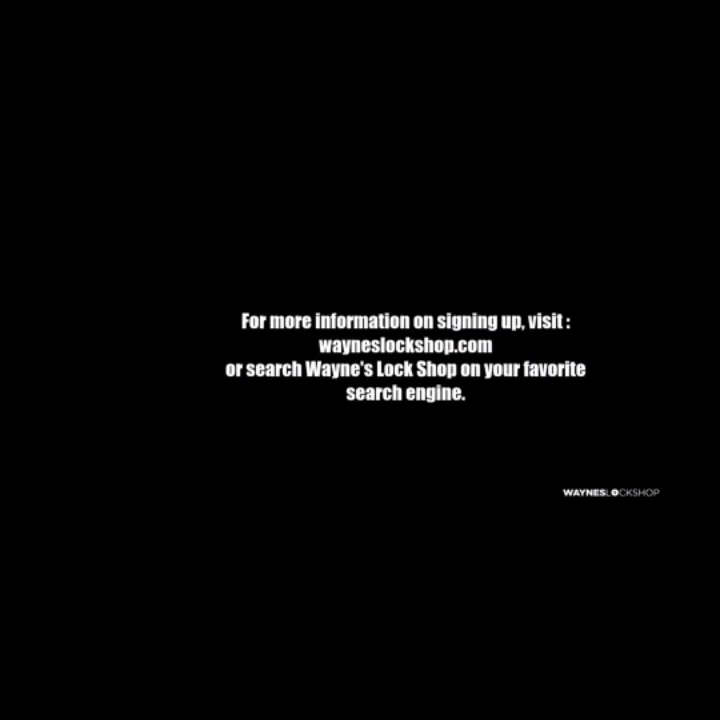 For more information on signing up, visit :
wayneslockshop.com
or search Wayne's Lock Shop on your favorite
search engine.
WAYNESLOCKSHOP